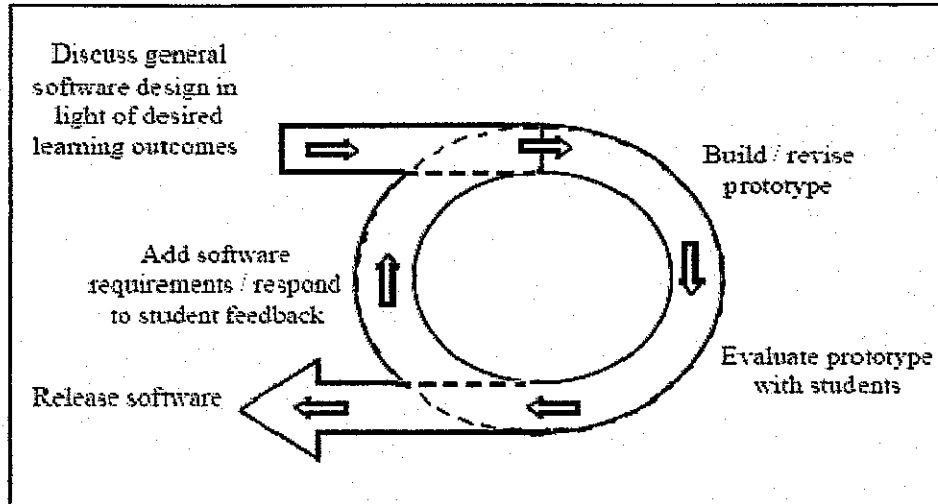 Discuss general
software design in
light of desired
learning outcomes
Build / revise
prototype
Add software
requirements / respond
to student feedback
Evaluate prototype
with students
Release software